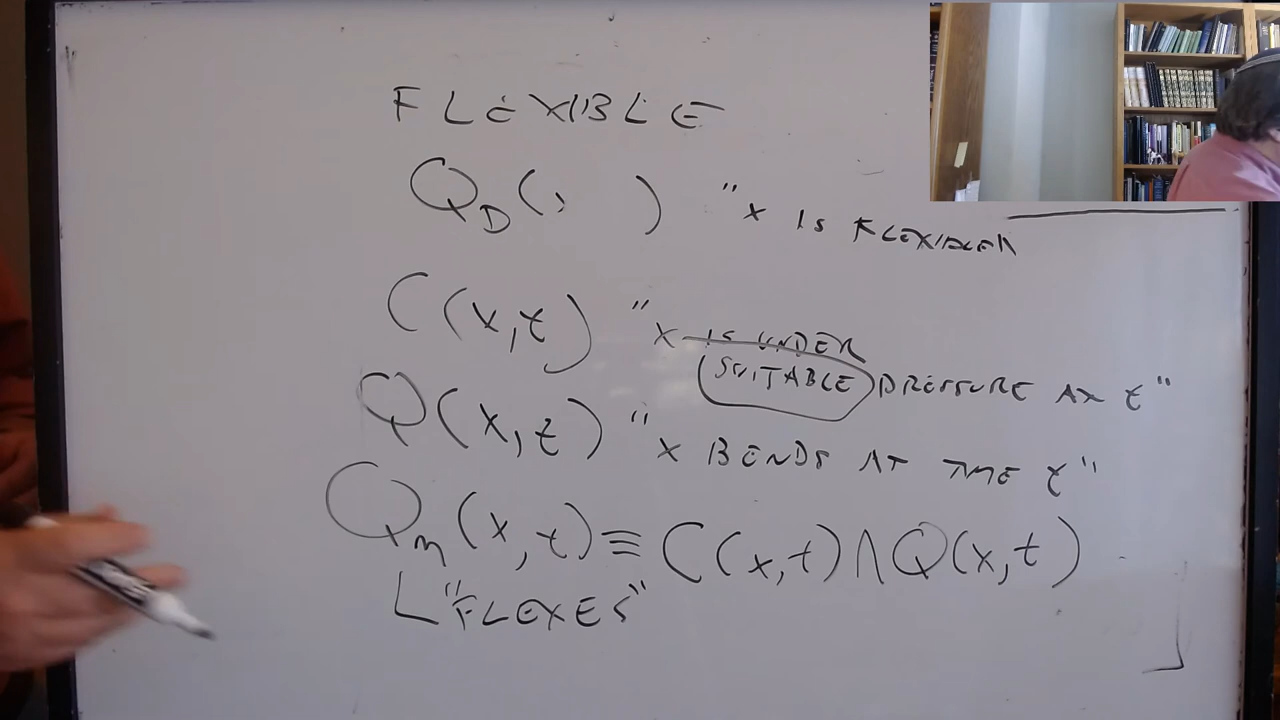 FLEXIBLE
Q_D(,   ) "x IS FLEXIBLE"
C(x,t) "x IS UNDER
SUITABLE PRESSURE AT t"
Q(x,t) "x BENDS AT TIME t"
Q_m(x,t) ≡ C(x,t) ∧ Q(x,t)
"FLEXES"